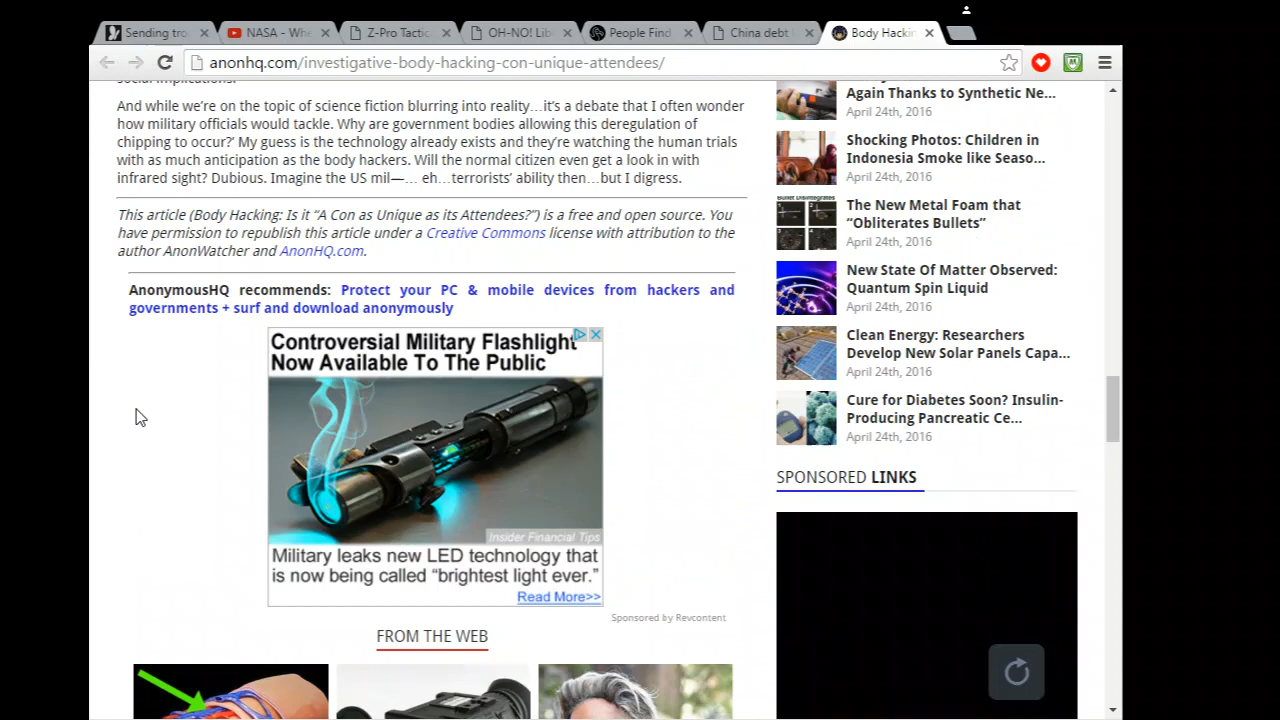 Sending tro
NASA - Whe
Z-Pro Tactic
OH-NO! Lib
People Find
China debt
Body Hackin
anonhq.com/investigative-body-hacking-con-unique-attendees/
And while we're on the topic of science fiction blurring into reality…it's a debate that I often wonder
how military officials would tackle. Why are government bodies allowing this deregulation of
chipping to occur?' My guess is the technology already exists and they're watching the human trials
with as much anticipation as the body hackers. Will the normal citizen even get a look in with
infrared sight? Dubious. Imagine the US mil—… eh…terrorists' ability then…but I digress.
This article (Body Hacking: Is it “A Con as Unique as its Attendees?”) is a free and open source. You
have permission to republish this article under a Creative Commons license with attribution to the
author AnonWatcher and AnonHQ.com.
AnonymousHQ recommends: Protect your PC & mobile devices from hackers and
governments + surf and download anonymously
Controversial Military Flashlight
Now Available To The Public
Insider Financial Tips
Military leaks new LED technology that
is now being called “brightest light ever.”
Read More>>
Sponsored by Revcontent
FROM THE WEB
Again Thanks to Synthetic Ne...
April 24th, 2016
Shocking Photos: Children in
Indonesia Smoke like Seaso...
April 24th, 2016
The New Metal Foam that
“Obliterates Bullets”
April 24th, 2016
New State Of Matter Observed:
Quantum Spin Liquid
April 24th, 2016
Clean Energy: Researchers
Develop New Solar Panels Capa...
April 24th, 2016
Cure for Diabetes Soon? Insulin-
Producing Pancreatic Ce...
April 24th, 2016
SPONSORED LINKS